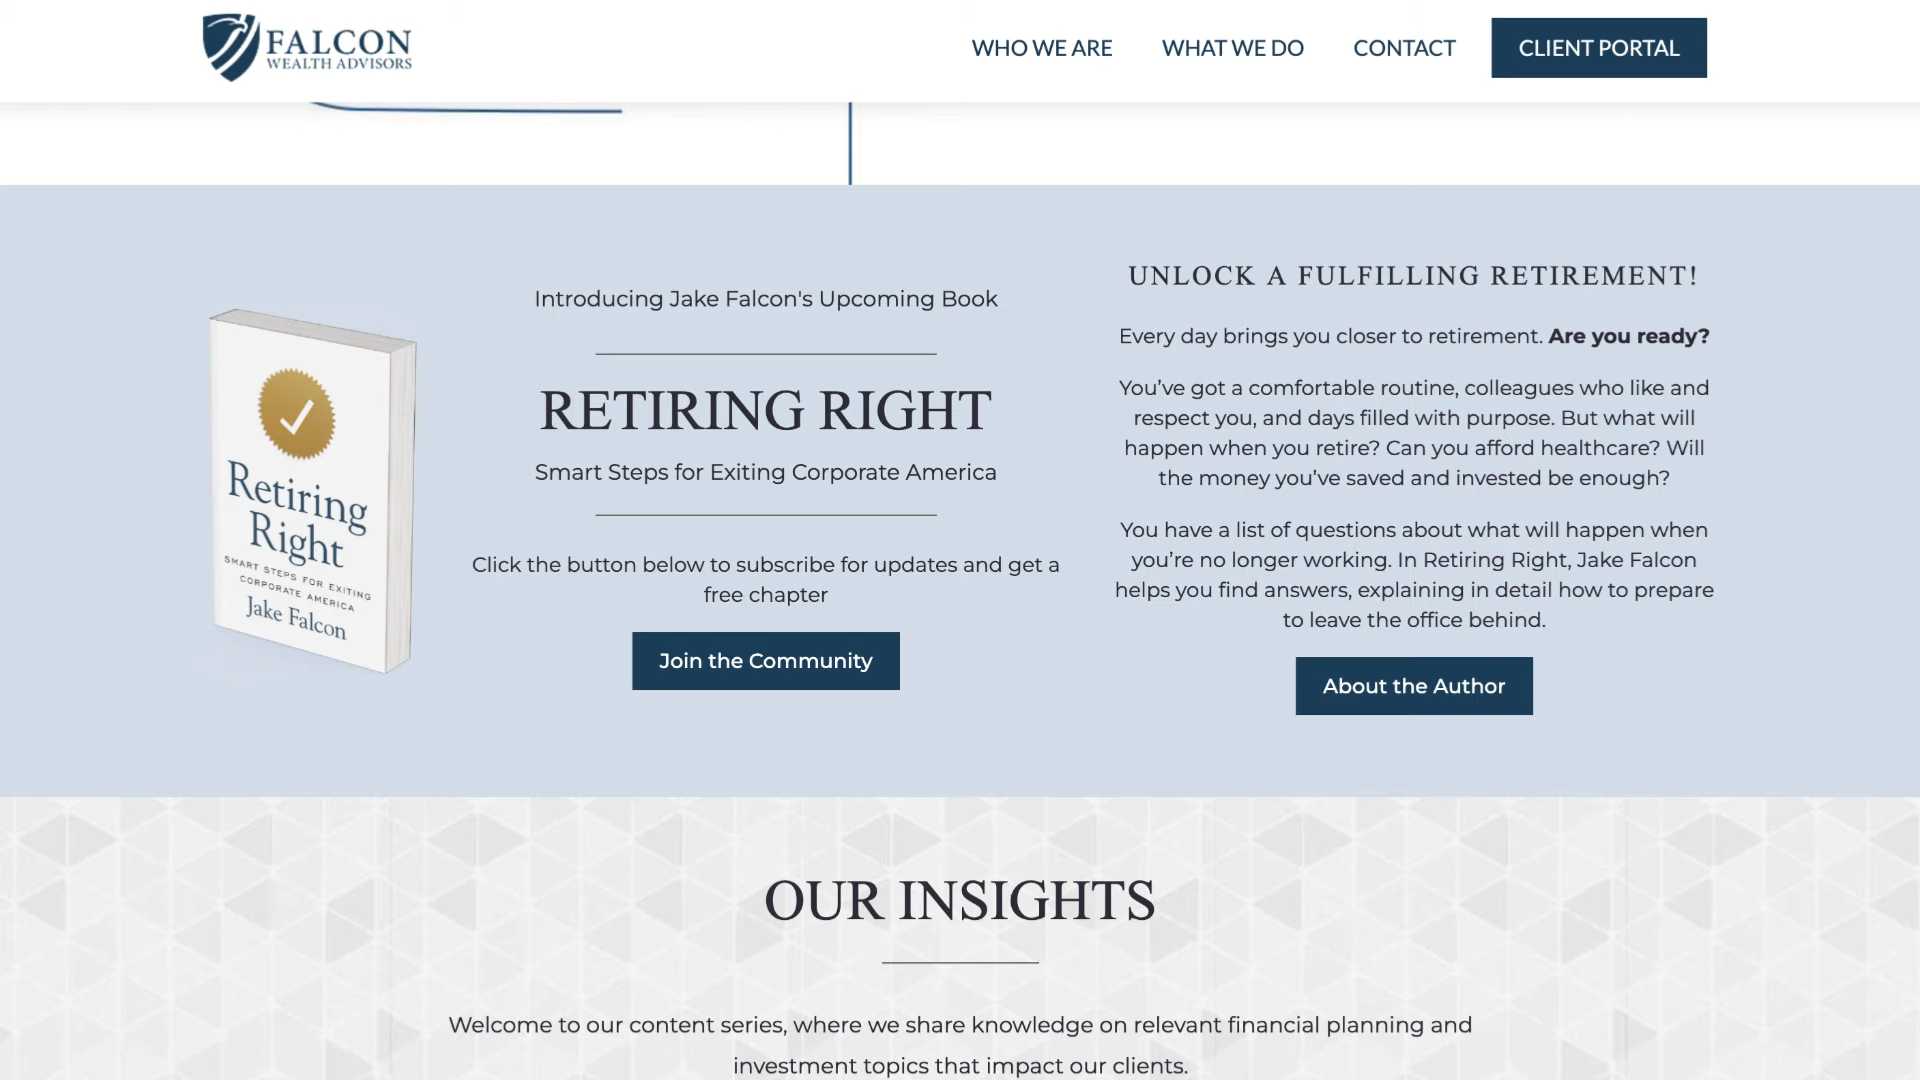 FALCON
WEALTH ADVISORS
WHO WE ARE
WHAT WE DO
CONTACT
CLIENT PORTAL
Retiring
Right
SMART STEPS FOR EXITING
CORPORATE AMERICA
Jake Falcon
Introducing Jake Falcon's Upcoming Book
RETIRING RIGHT
Smart Steps for Exiting Corporate America
Click the button below to subscribe for updates and get a
free chapter
Join the Community
UNLOCK A FULFILLING RETIREMENT!
Every day brings you closer to retirement. Are you ready?
You’ve got a comfortable routine, colleagues who like and
respect you, and days filled with purpose. But what will
happen when you retire? Can you afford healthcare? Will
the money you’ve saved and invested be enough?
You have a list of questions about what will happen when
you’re no longer working. In Retiring Right, Jake Falcon
helps you find answers, explaining in detail how to prepare
to leave the office behind.
About the Author
OUR INSIGHTS
Welcome to our content series, where we share knowledge on relevant financial planning and
investment topics that impact our clients.